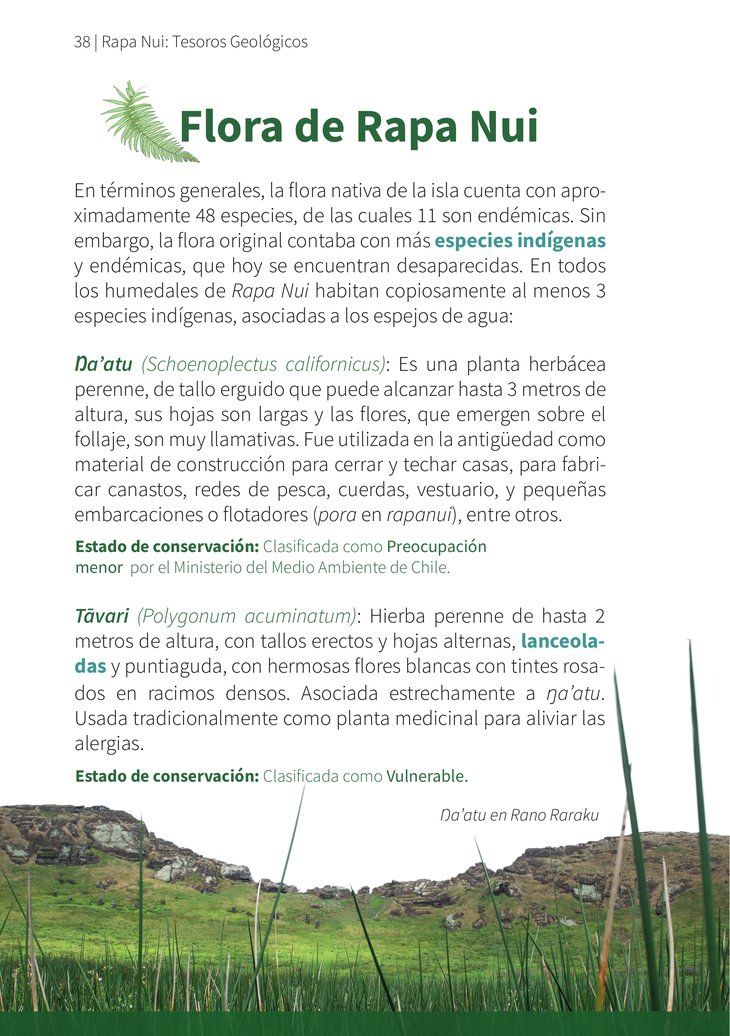 38 | Rapa Nui: Tesoros Geológicos
Flora de Rapa Nui
En términos generales, la flora nativa de la isla cuenta con apro-
ximadamente 48 especies, de las cuales 11 son endémicas. Sin
embargo, la flora original contaba con más especies indígenas
y endémicas, que hoy se encuentran desaparecidas. En todos
los humedales de Rapa Nui habitan copiosamente al menos 3
especies indígenas, asociadas a los espejos de agua:
Ŋa’atu (Schoenoplectus californicus): Es una planta herbácea
perenne, de tallo erguido que puede alcanzar hasta 3 metros de
altura, sus hojas son largas y las flores, que emergen sobre el
follaje, son muy llamativas. Fue utilizada en la antigüedad como
material de construcción para cerrar y techar casas, para fabri-
car canastos, redes de pesca, cuerdas, vestuario, y pequeñas
embarcaciones o flotadores (pora en rapanui), entre otros.
Estado de conservación: Clasificada como Preocupación
menor por el Ministerio del Medio Ambiente de Chile.
Tāvari (Polygonum acuminatum): Hierba perenne de hasta 2
metros de altura, con tallos erectos y hojas alternas, lanceola-
das y puntiaguda, con hermosas flores blancas con tintes rosa-
dos en racimos densos. Asociada estrechamente a ŋa’atu.
Usada tradicionalmente como planta medicinal para aliviar las
alergias.
Estado de conservación: Clasificada como Vulnerable.
Ŋa’atu en Rano Raraku